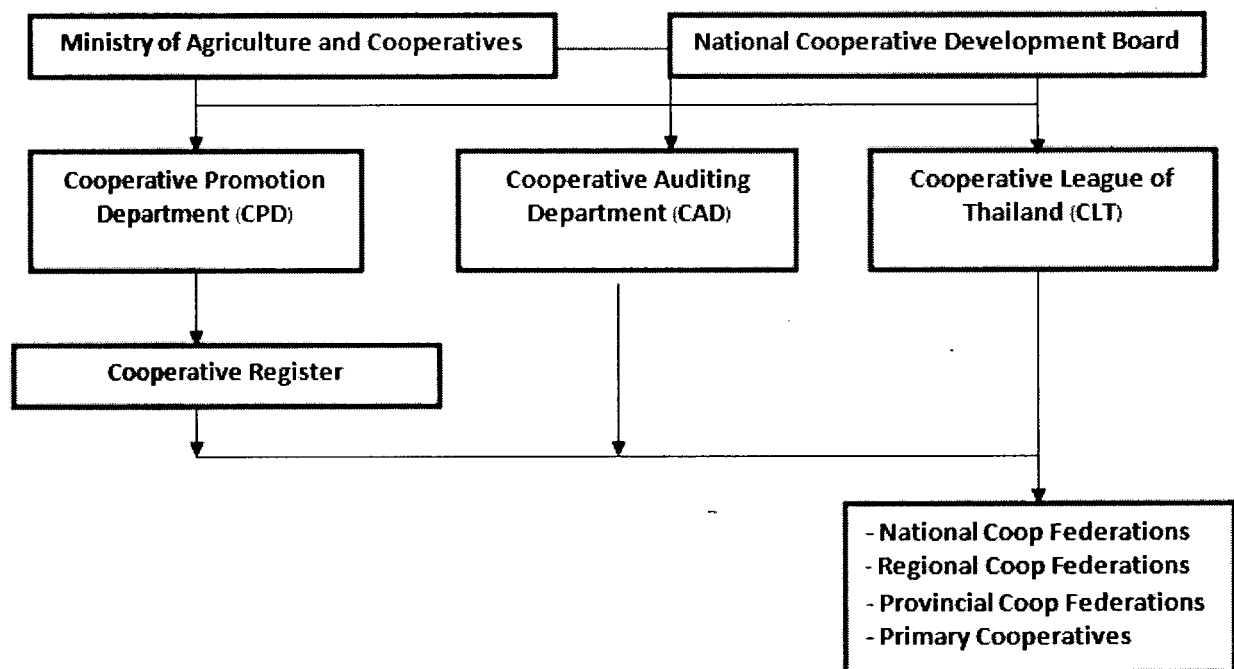 Ministry of Agriculture and Cooperatives
National Cooperative Development Board
Cooperative Promotion
Department (CPD)
Cooperative Auditing
Department (CAD)
Cooperative League of
Thailand (CLT)
Cooperative Register
- National Coop Federations
- Regional Coop Federations
- Provincial Coop Federations
- Primary Cooperatives